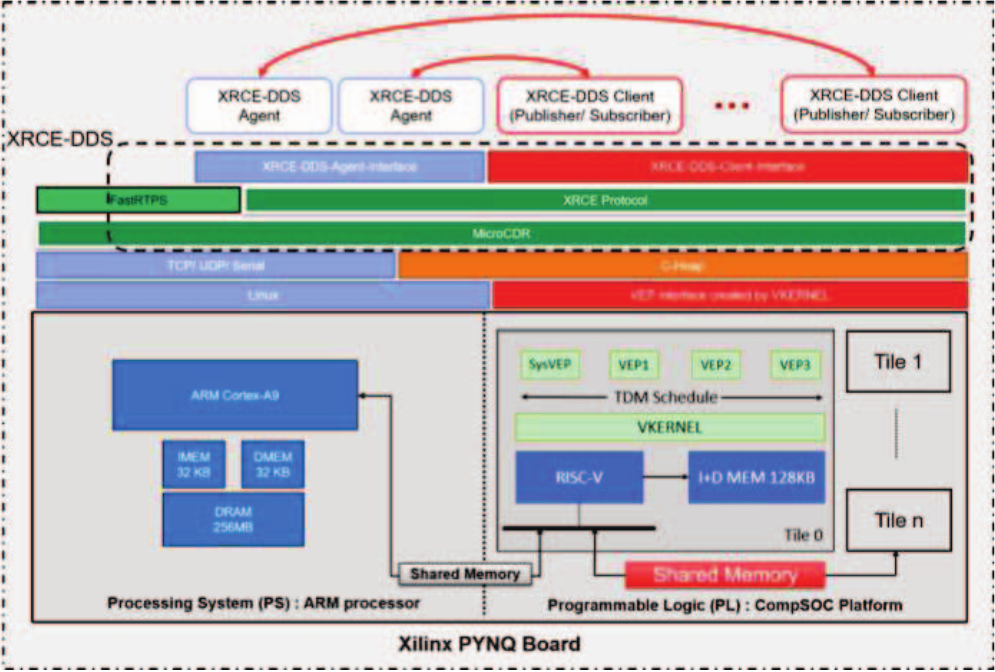 XRCE-DDS
Agent
XRCE-DDS
Agent
XRCE-DDS Client
(Publisher/ Subscriber)
XRCE-DDS Client
(Publisher/ Subscriber)
XRCE-DDS
XRCE-DDS-Agent-Interface
XRCE-DDS-Client-Interface
FastRTPS
XRCE Protocol
MicroCDR
TCP/ UDP/ Serial
C-Heap
Linux
VEP interface created by VKERNEL
SysVEP
VEP1
VEP2
VEP3
TDM Schedule
VKERNEL
RISC-V
I+D MEM 128KB
Tile 0
Tile 1
Tile n
ARM Cortex-A9
IMEM
32 KB
DMEM
32 KB
DRAM
256MB
Shared Memory
Shared Memory
Processing System (PS) : ARM processor
Programmable Logic (PL) : CompSOC Platform
Xilinx PYNQ Board